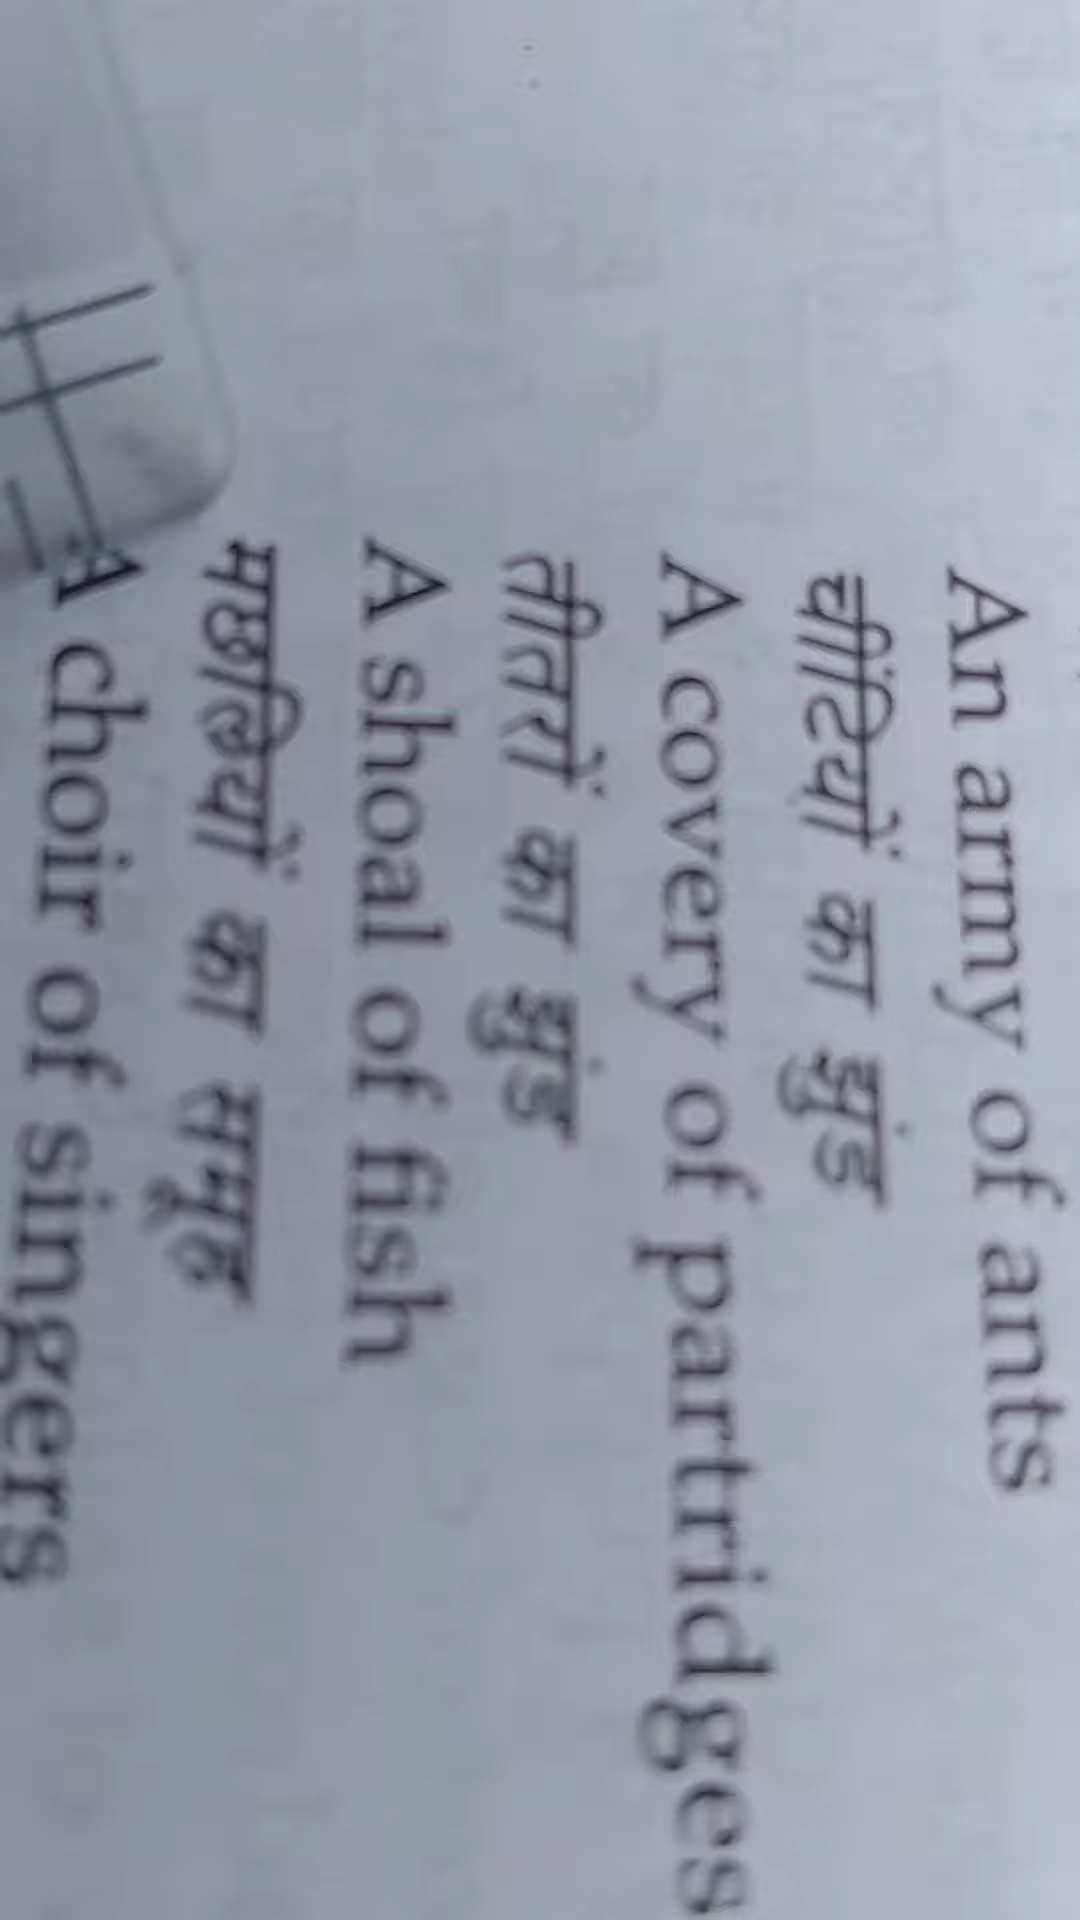 An army of ants
चींटियों का झुंड
A covery of partridges
तीतरों का झुंड
A shoal of fish
मछलियों का समूह
A choir of singers